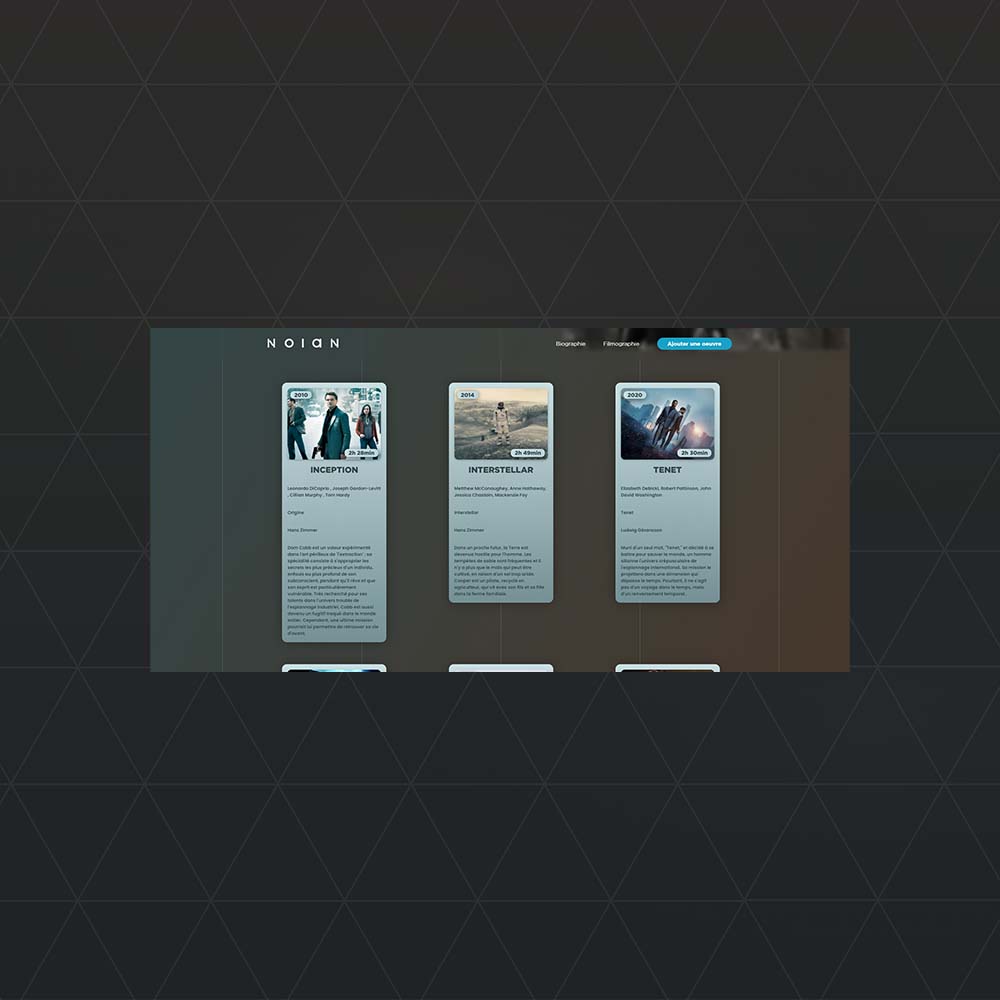 NOLAN
Biographie Filmographie Ajouter une oeuvre
2010
2h 28min
INCEPTION
Leonardo DiCaprio , Joseph Gordon-Levitt
, Cillian Murphy , Tom Hardy
Origine
Hans Zimmer
Dom Cobb est un voleur expérimenté
dans l'art périlleux de 'l'extraction' : sa
spécialité consiste à s'approprier les
secrets les plus précieux d'un individu,
enfouis au plus profond de son
subconscient, pendant qu'il rêve et que
son esprit est particulièrement
vulnérable. Très recherché pour ses
talents dans l'univers trouble de
l'espionnage industriel, Cobb est aussi
devenu un fugitif traqué dans le monde
entier. Cependant, une ultime mission
pourrait lui permettre de retrouver sa vie
d'avant.
2014
2h 49min
INTERSTELLAR
Matthew McConaughey, Anne Hathaway,
Jessica Chastain, Mackenzie Foy
Interstellar
Hans Zimmer
Dans un proche futur, la Terre est
devenue hostile pour l'homme. Les
tempêtes de sable sont fréquentes et il
n'y a plus que le maïs qui peut être
cultivé, en raison d'un sol trop aride.
Cooper est un pilote, recyclé en
agriculteur, qui vit avec son fils et sa fille
dans la ferme familiale.
2020
2h 30min
TENET
Elizabeth Debicki, Robert Pattinson, John
David Washington
Tenet
Ludwig Göransson
Muni d'un seul mot, "Tenet," et décidé à se
battre pour sauver le monde, un homme
sillonne l'univers crépusculaire de
l'espionnage international. Sa mission le
projettera dans une dimension qui
dépasse le temps. Pourtant, il ne s'agit
pas d'un voyage dans le temps, mais
d'un renversement temporel.